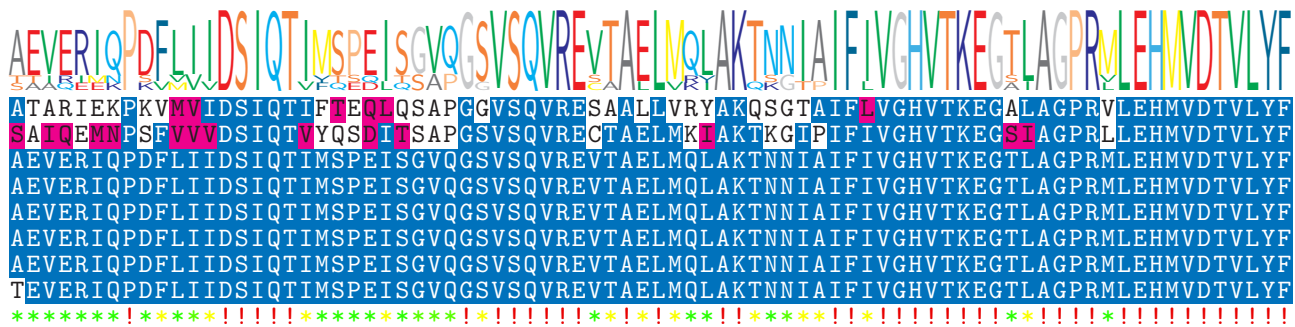 AEVERIQPDFLIIDSIQTIMSPEISGVQGSVSQVREVTAELMQLAKTNNIAIFIVGHVTKEGTLAGPRMLEHMVDTVLYF
ATARIEKPKVMVIDSIQTIFTEQLQSAPGGVSQVRESAALLVRYAKQSGTAIFLVGHVTKEGALAGPRVLEHMVDTVLYF
SAIQEMNPSFVVVDSIQTVYQSDITSAPGSVSQVRECTAELMKIAKTKGIPIFIVGHVTKEGSIAGPRLLEHMVDTVLYF
AEVERIQPDFLIIDSIQTIMSPEISGVQGSVSQVREVTAELMQLAKTNNIAIFIVGHVTKEGTLAGPRMLEHMVDTVLYF
AEVERIQPDFLIIDSIQTIMSPEISGVQGSVSQVREVTAELMQLAKTNNIAIFIVGHVTKEGTLAGPRMLEHMVDTVLYF
AEVERIQPDFLIIDSIQTIMSPEISGVQGSVSQVREVTAELMQLAKTNNIAIFIVGHVTKEGTLAGPRMLEHMVDTVLYF
AEVERIQPDFLIIDSIQTIMSPEISGVQGSVSQVREVTAELMQLAKTNNIAIFIVGHVTKEGTLAGPRMLEHMVDTVLYF
AEVERIQPDFLIIDSIQTIMSPEISGVQGSVSQVREVTAELMQLAKTNNIAIFIVGHVTKEGTLAGPRMLEHMVDTVLYF
TEVERIQPDFLIIDSIQTIMSPEISGVQGSVSQVREVTAELMQLAKTNNIAIFIVGHVTKEGTLAGPRMLEHMVDTVLYF
*******!*****!!!!!**********!*!!!!!!**!*!***!!*****!!*!!!!!!!!**!!!!*!!!!!!!!!!!